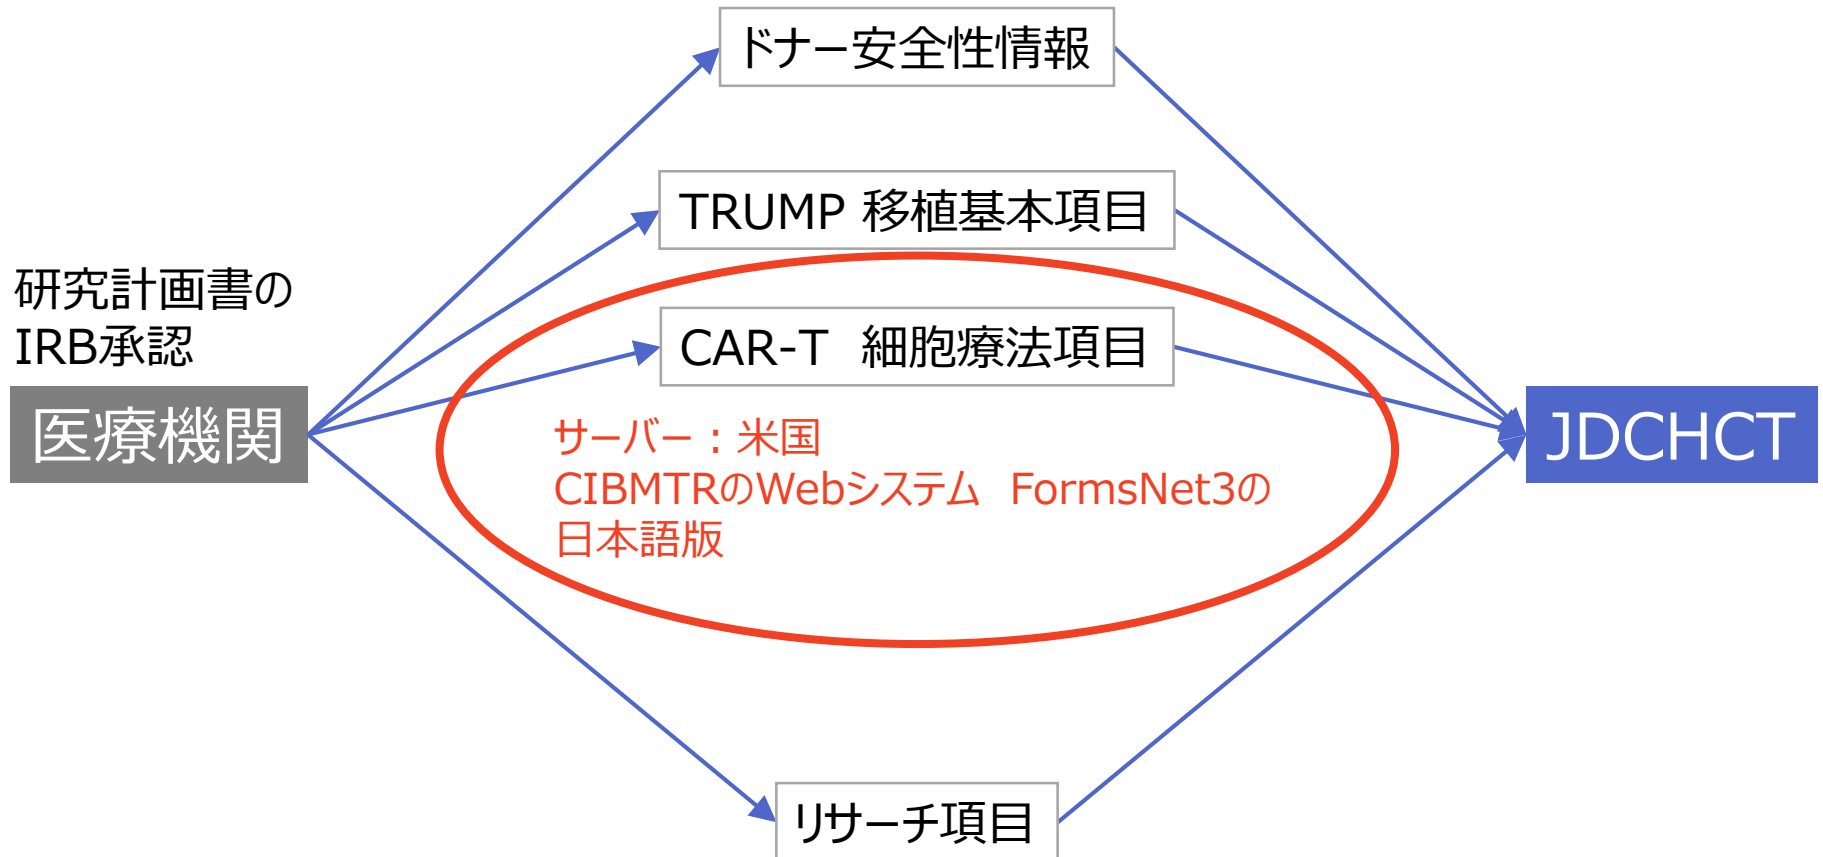 ドナー安全性情報
TRUMP 移植基本項目
研究計画書の
IRB承認
CAR-T　細胞療法項目
医療機関
サーバー：米国
CIBMTRのWebシステム　FormsNet3の
日本語版
JDCHCT
リサーチ項目